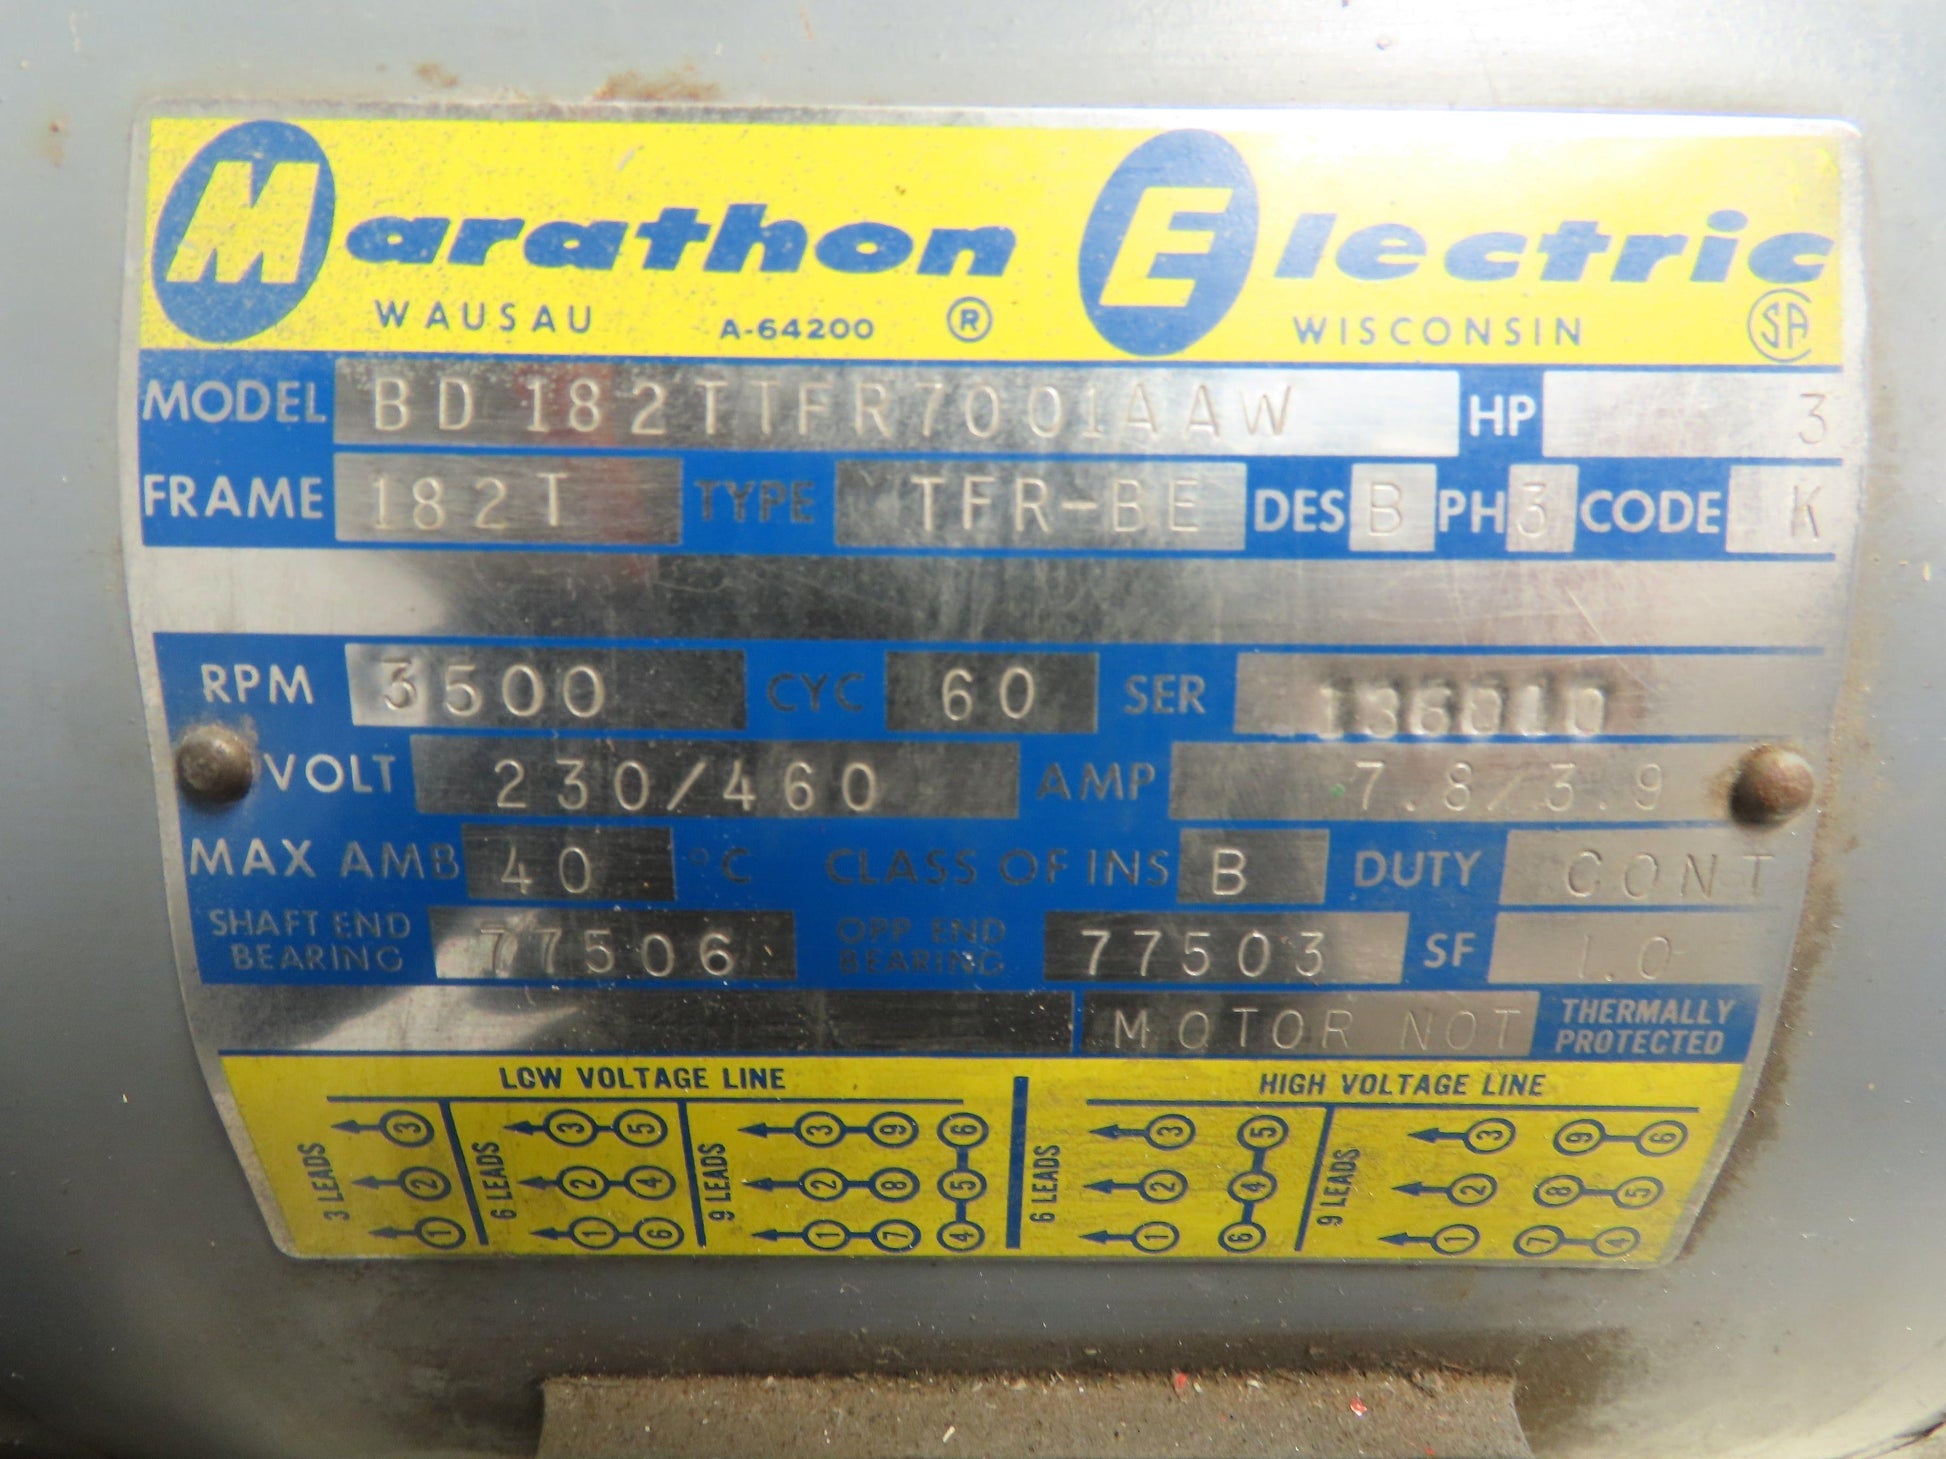 Marathon Electric
WAUSAU A-64200 ® WISCONSIN SA
MODEL BD 182TTFR7001AAW HP 3
FRAME 182T TYPE TFR-BE DES B PH 3 CODE K
RPM 3500 CYC 60 SER 136010
VOLT 230/460 AMP 7.8/3.9
MAX AMB 40 °C CLASS OF INS B DUTY CONT
SHAFT END BEARING 77506 OPP END BEARING 77503 SF 1.0
MOTOR NOT THERMALLY PROTECTED
LOW VOLTAGE LINE HIGH VOLTAGE LINE
3 LEADS 3 2 1
6 LEADS 3 5 2 4 1 6
9 LEADS 3 9 6 2 8 5 1 7 4
6 LEADS 3 5 2 4 1 6
9 LEADS 3 9 6 2 8 5 1 7 4